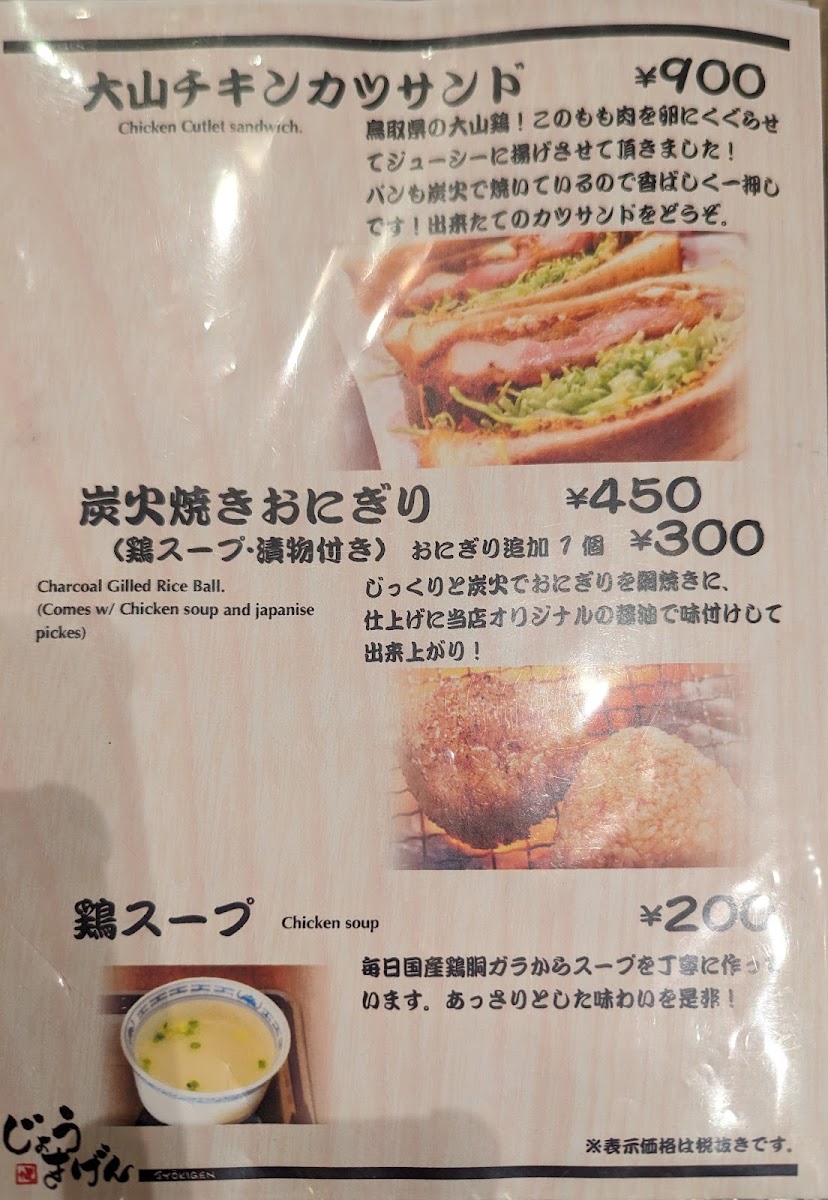 大山チキンカツサンド ¥900
Chicken Cutlet sandwich.
鳥取県の大山鶏！このもも肉を卵にくぐらせ
てジューシーに揚げさせて頂きました！
パンも炭火で焼いているので香ばしく一押し
です！出来たてのカツサンドをどうぞ。
炭火焼きおにぎり ¥450
（鶏スープ・漬物付き） おにぎり追加1個 ¥300
Charcoal Gilled Rice Ball.
(Comes w/ Chicken soup and japanise
pickes)
じっくりと炭火でおにぎりを網焼きに、
仕上げに当店オリジナルの醤油で味付けして
出来上がり！
鶏スープ Chicken soup ¥200
毎日国産鶏胴ガラからスープを丁寧に作って
います。あっさりとした味わいを是非！
※表示価格は税抜きです。
じょうきげん
SYOKIGEN